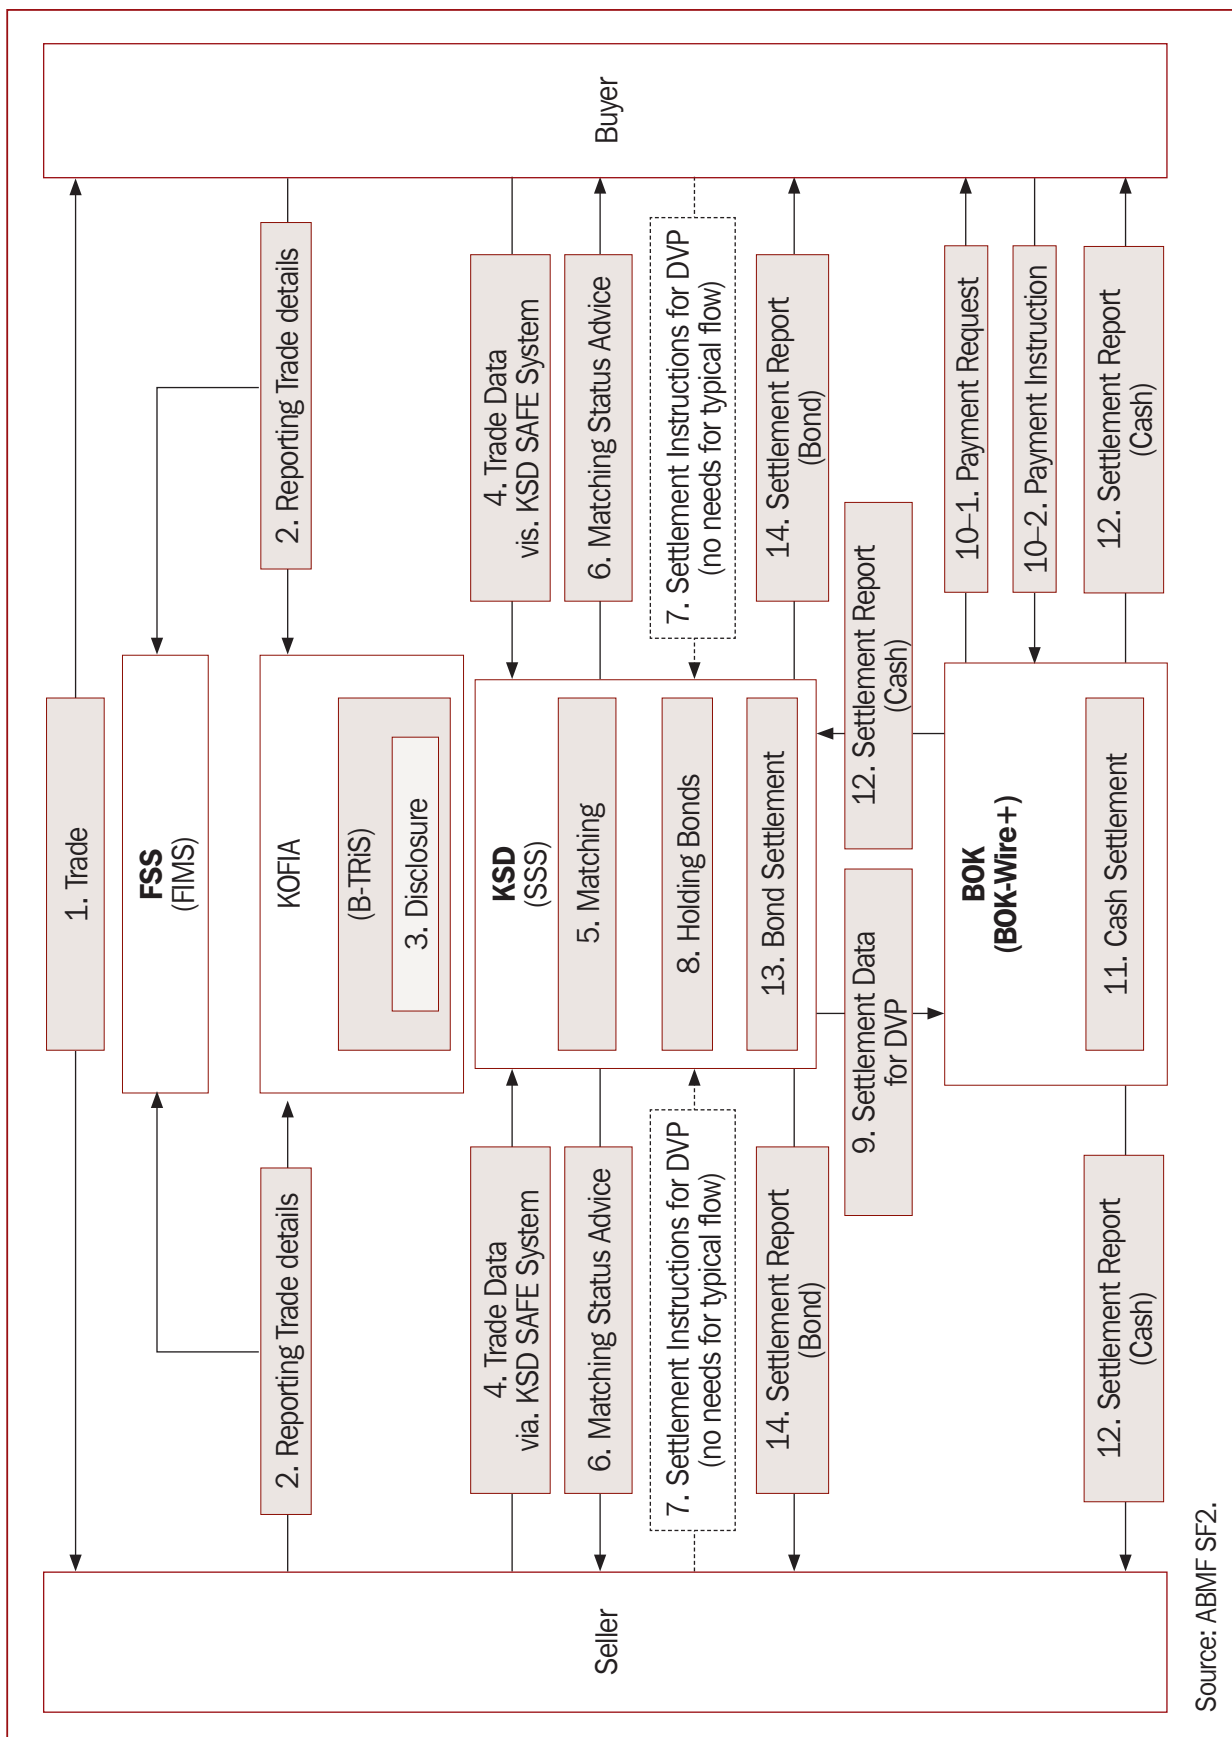 Seller
Buyer
1. Trade
FSS
(FIMS)
2. Reporting Trade details
KOFIA
2. Reporting Trade details
(B-TRiS)
3. Disclosure
4. Trade Data
via. KSD SAFE System
KSD
(SSS)
4. Trade Data
vis. KSD SAFE System
6. Matching Status Advice
5. Matching
6. Matching Status Advice
7. Settlement Instructions for DVP
(no needs for typical flow)
8. Holding Bonds
7. Settlement Instructions for DVP
(no needs for typical flow)
14. Settlement Report
(Bond)
13. Bond Settlement
14. Settlement Report
(Bond)
9. Settlement Data
for DVP
12. Settlement Report
(Cash)
BOK
(BOK-Wire+)
10–1. Payment Request
10–2. Payment Instruction
12. Settlement Report
(Cash)
11. Cash Settlement
12. Settlement Report
(Cash)
Source: ABMF SF2.